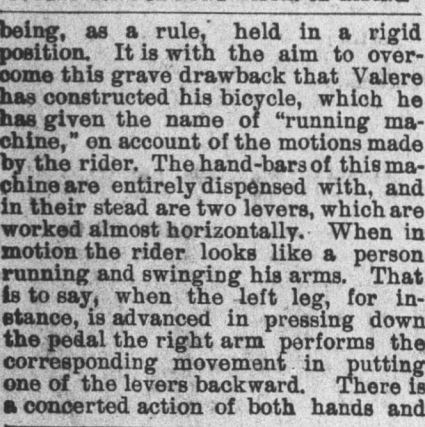 being, as a rule, held in a rigid
position. It is with the aim to over-
come this grave drawback that Valere
has constructed his bicycle, which he
has given the name of "running ma-
chine," on account of the motions made
by the rider. The hand-bars of this ma-
chine are entirely dispensed with, and
in their stead are two levers, which are
worked almost horizontally. When in
motion the rider looks like a person
running and swinging his arms. That
is to say, when the left leg, for in-
stance, is advanced in pressing down
the pedal the right arm performs the
corresponding movement in putting
one of the levers backward. There is
a concerted action of both hands and